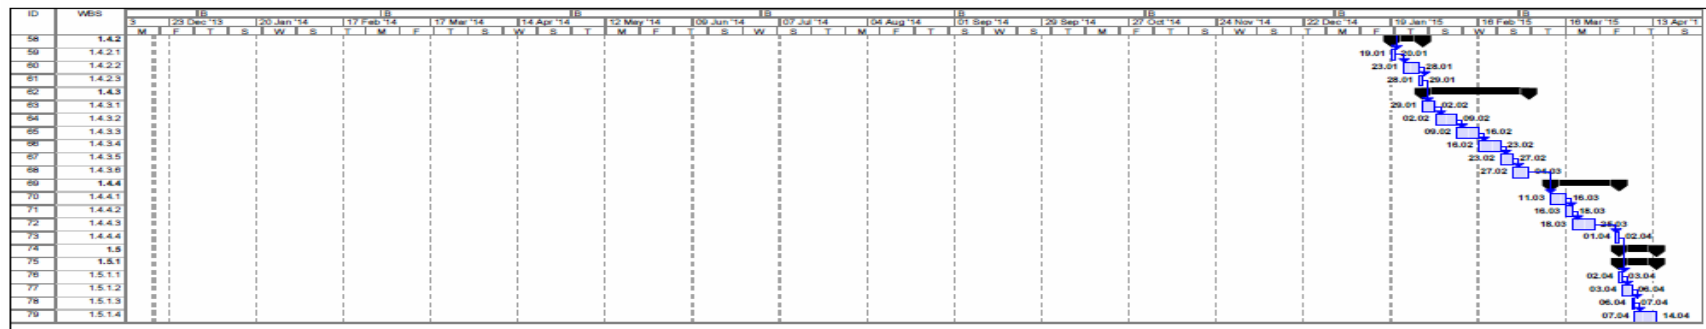 ID WBS B B B B B B B B
3 23 Dec '13 20 Jan '14 17 Feb '14 17 Mar '14 14 Apr '14 12 May '14 09 Jun '14 07 Jul '14 04 Aug '14 01 Sep '14 29 Sep '14 27 Oct '14 24 Nov '14 22 Dec '14 19 Jan '15 16 Feb '15 16 Mar '15 13 Apr '1
M F T S W S T M F T S W S T M F T S W S T M F T S W S T M F T S W S T M F T S W S T M F T S
58 1.4.2
59 1.4.2.1 19.01 20.01
60 1.4.2.2 23.01 28.01
61 1.4.2.3 28.01 29.01
62 1.4.3
63 1.4.3.1 29.01 02.02
64 1.4.3.2 02.02 09.02
65 1.4.3.3 09.02 16.02
66 1.4.3.4 16.02 23.02
67 1.4.3.5 23.02 27.02
68 1.4.3.6 27.02 04.03
69 1.4.4
70 1.4.4.1 11.03 16.03
71 1.4.4.2 16.03 18.03
72 1.4.4.3 18.03 25.03
73 1.4.4.4 01.04 02.04
74 1.5
75 1.5.1
76 1.5.1.1 02.04 03.04
77 1.5.1.2 03.04 06.04
78 1.5.1.3 06.04 07.04
79 1.5.1.4 07.04 14.04